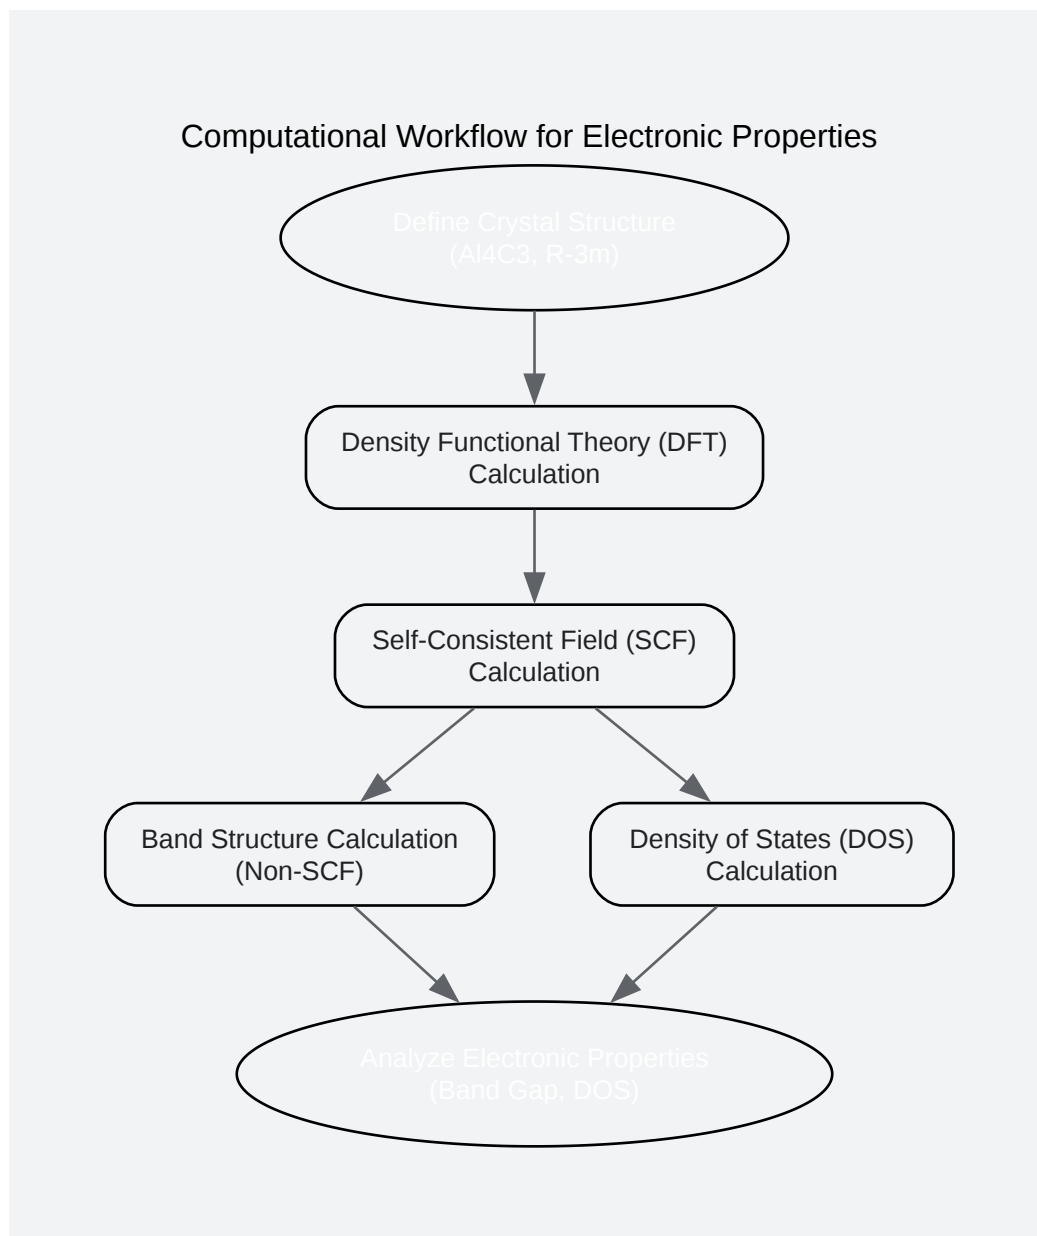 Computational Workflow for Electronic Properties
Define Crystal Structure
(Al4C3, R-3m)
Density Functional Theory (DFT)
Calculation
Self-Consistent Field (SCF)
Calculation
Band Structure Calculation
(Non-SCF)
Density of States (DOS)
Calculation
Analyze Electronic Properties
(Band Gap, DOS)